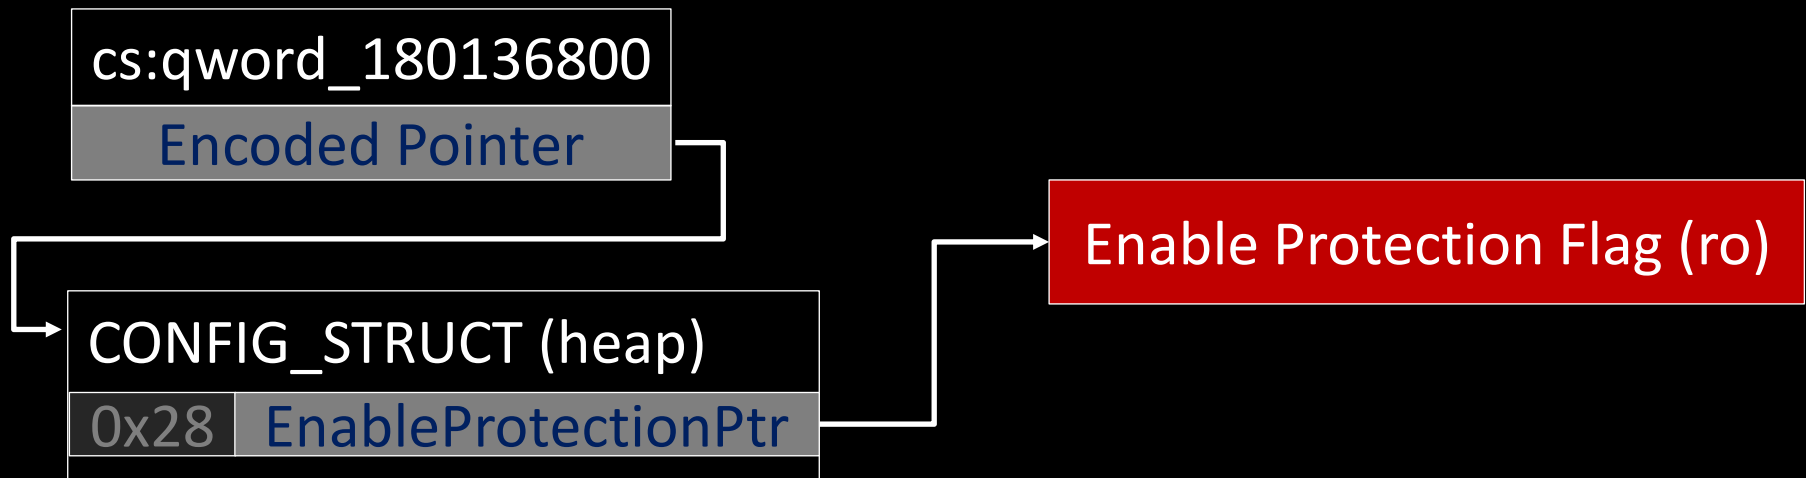 cs:qword_180136800
Encoded Pointer
Enable Protection Flag (ro)
CONFIG_STRUCT (heap)
0x28 EnableProtectionPtr